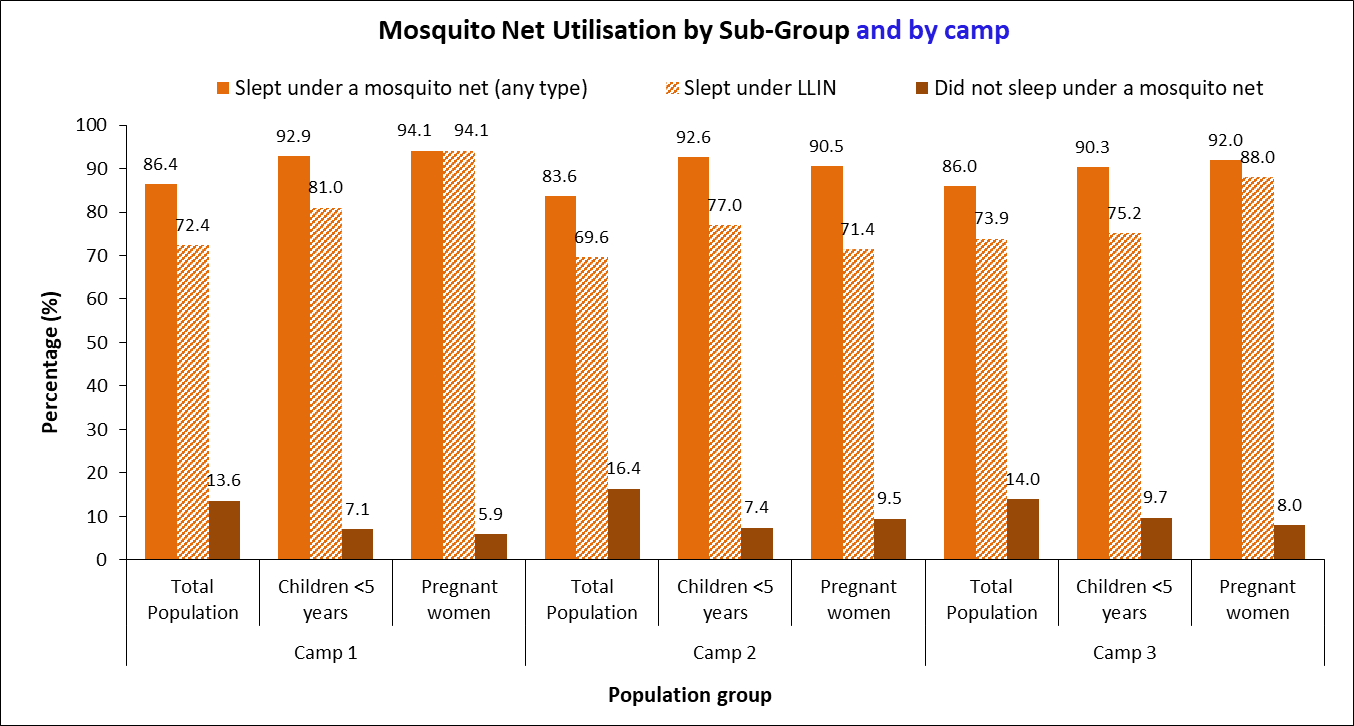 Mosquito Net Utilisation by Sub-Group and by camp
Slept under a mosquito net (any type) Slept under LLIN Did not sleep under a mosquito net
Percentage (%)
100
90
80
70
60
50
40
30
20
10
0
86.4 72.4 13.6
92.9 81.0 7.1
94.1 94.1 5.9
83.6 69.6 16.4
92.6 77.0 7.4
90.5 71.4 9.5
86.0 73.9 14.0
90.3 75.2 9.7
92.0 88.0 8.0
Total Population
Children <5 years
Pregnant women
Total Population
Children <5 years
Pregnant women
Total Population
Children <5 years
Pregnant women
Camp 1 Camp 2 Camp 3
Population group